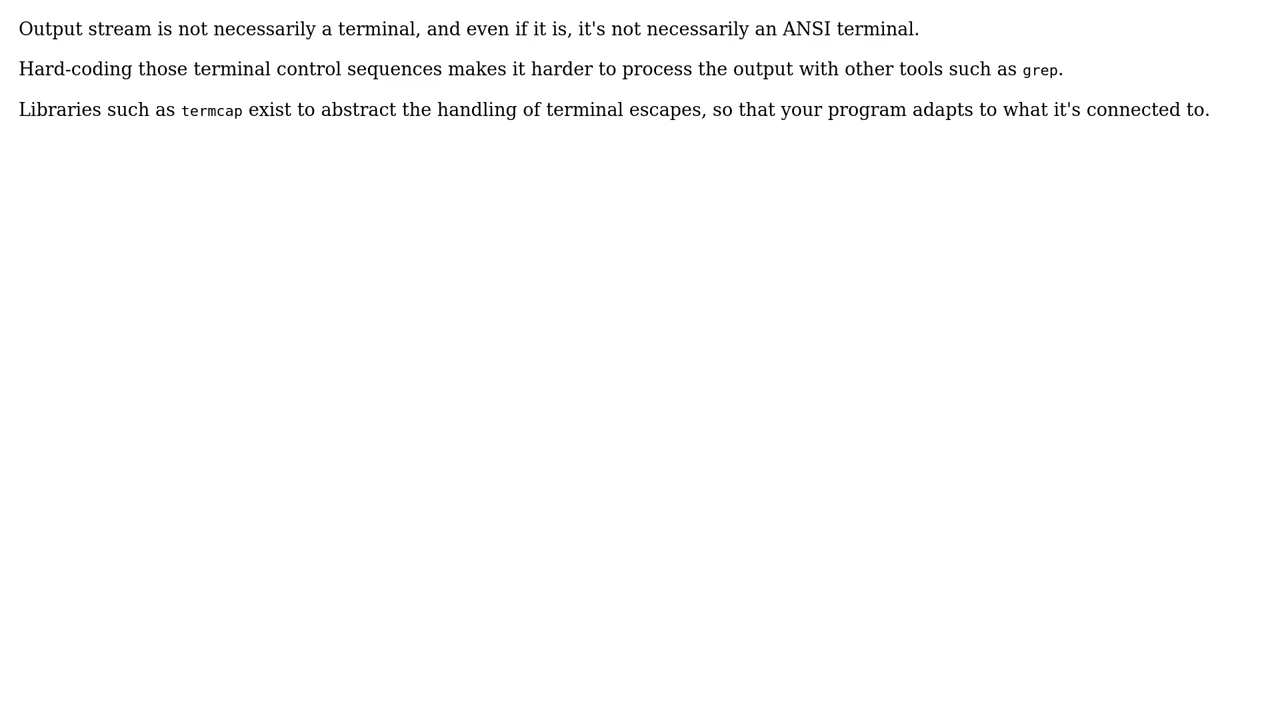 Output stream is not necessarily a terminal, and even if it is, it's not necessarily an ANSI terminal.
Hard-coding those terminal control sequences makes it harder to process the output with other tools such as grep.
Libraries such as termcap exist to abstract the handling of terminal escapes, so that your program adapts to what it's connected to.